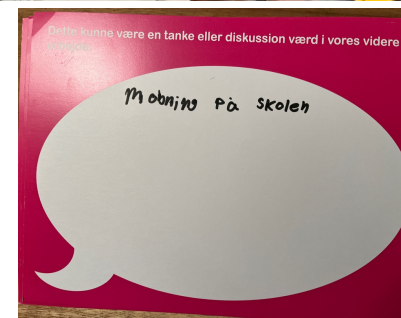 Dette kunne være en tanke eller diskussion værd i vores videre
Mobning på skolen